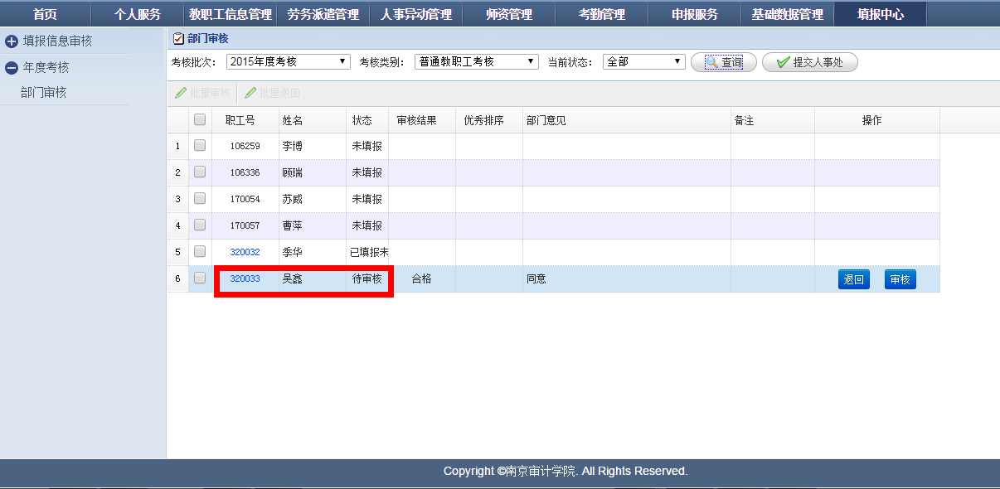 首页 个人服务 教职工信息管理 劳务派遣管理 人事异动管理 师资管理 考勤管理 申报服务 基础数据管理 填报中心
填报信息审核
年度考核
部门审核
部门审核
考核批次： 2015年度考核 考核类别： 普通教职工考核 当前状态： 全部 查询 提交人事处
批量审核 批量退回
职工号 姓名 状态 审核结果 优秀排序 部门意见 备注 操作
1 106259 李博 未填报
2 106336 顾瑞 未填报
3 170054 苏威 未填报
4 170057 曹萍 未填报
5 320032 季华 已填报未
6 320033 吴鑫 待审核 合格 同意 退回 审核
Copyright ©南京审计学院. All Rights Reserved.